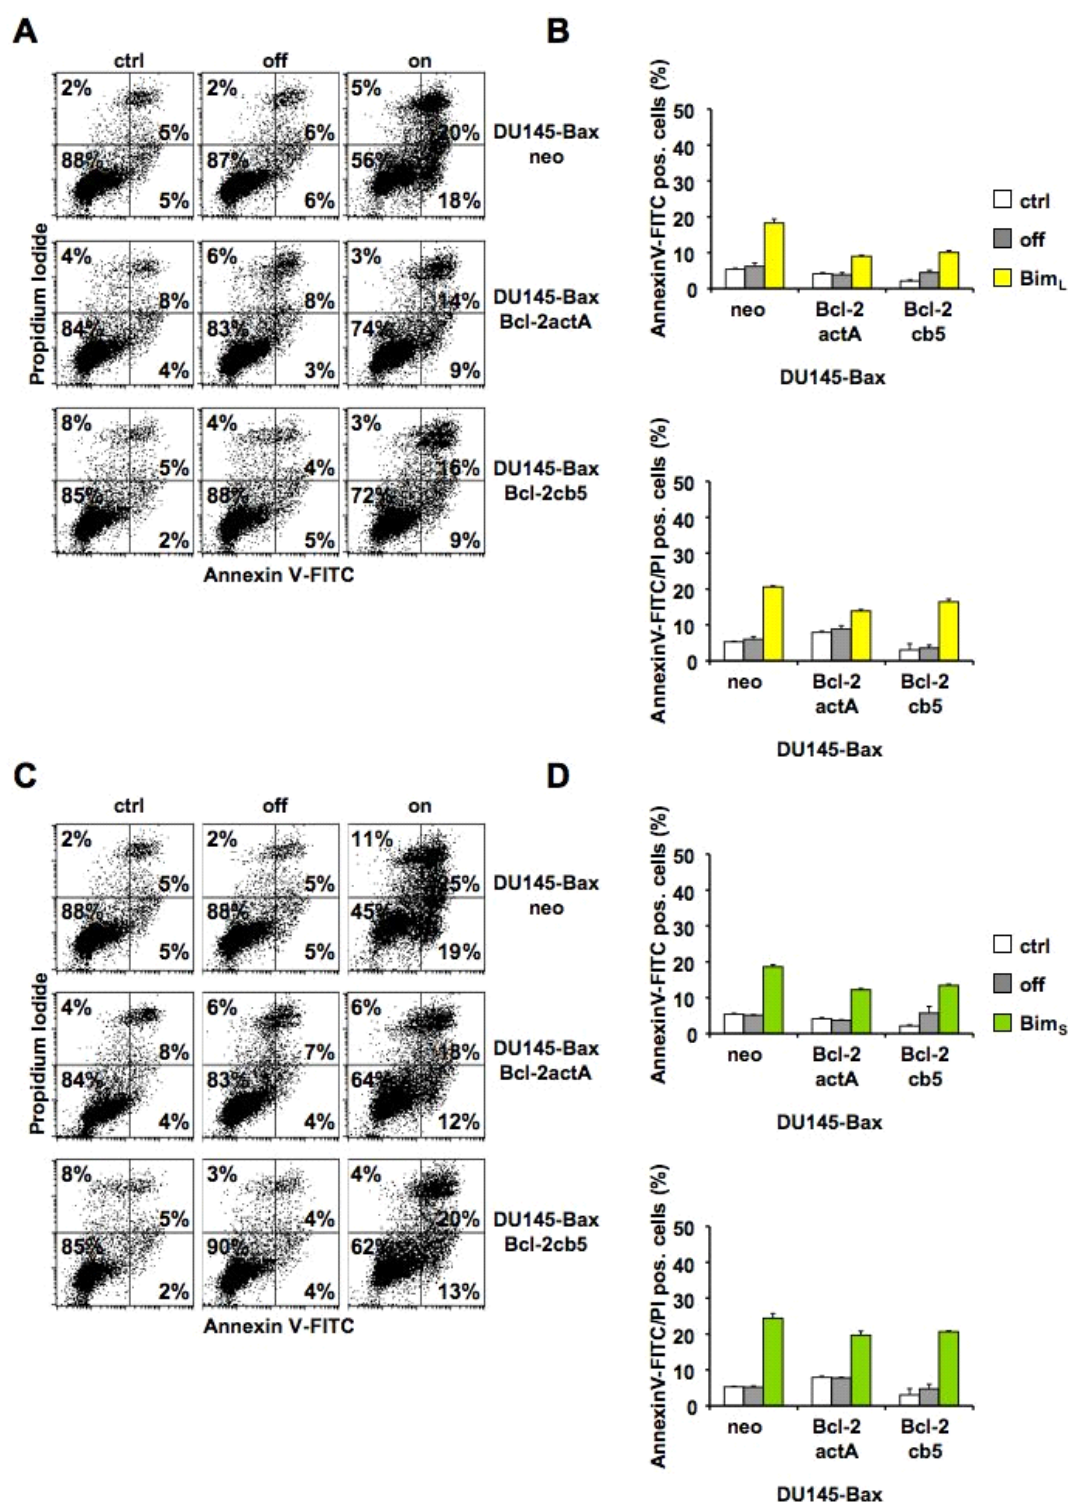 A
ctrl off on
2% 5% 88% 5%
2% 6% 87% 6%
5% 20% 56% 18%
DU145-Bax
neo
4% 8% 84% 4%
6% 8% 83% 3%
3% 14% 74% 9%
DU145-Bax
Bcl-2actA
8% 5% 85% 2%
4% 4% 88% 5%
3% 16% 72% 9%
DU145-Bax
Bcl-2cb5
Propidium Iodide
Annexin V-FITC
B
AnnexinV-FITC pos. cells (%)
50
40
30
20
10
0
neo Bcl-2 Bcl-2
actA cb5
DU145-Bax
ctrl
off
BimL
AnnexinV-FITC/PI pos. cells (%)
50
40
30
20
10
0
neo Bcl-2 Bcl-2
actA cb5
DU145-Bax
C
ctrl off on
2% 5% 88% 5%
2% 5% 88% 5%
11% 25% 45% 19%
DU145-Bax
neo
4% 8% 84% 4%
6% 7% 83% 4%
6% 18% 64% 12%
DU145-Bax
Bcl-2actA
8% 5% 85% 2%
3% 4% 90% 4%
4% 20% 62% 13%
DU145-Bax
Bcl-2cb5
Propidium Iodide
Annexin V-FITC
D
AnnexinV-FITC pos. cells (%)
50
40
30
20
10
0
neo Bcl-2 Bcl-2
actA cb5
DU145-Bax
ctrl
off
BimS
AnnexinV-FITC/PI pos. cells (%)
50
40
30
20
10
0
neo Bcl-2 Bcl-2
actA cb5
DU145-Bax